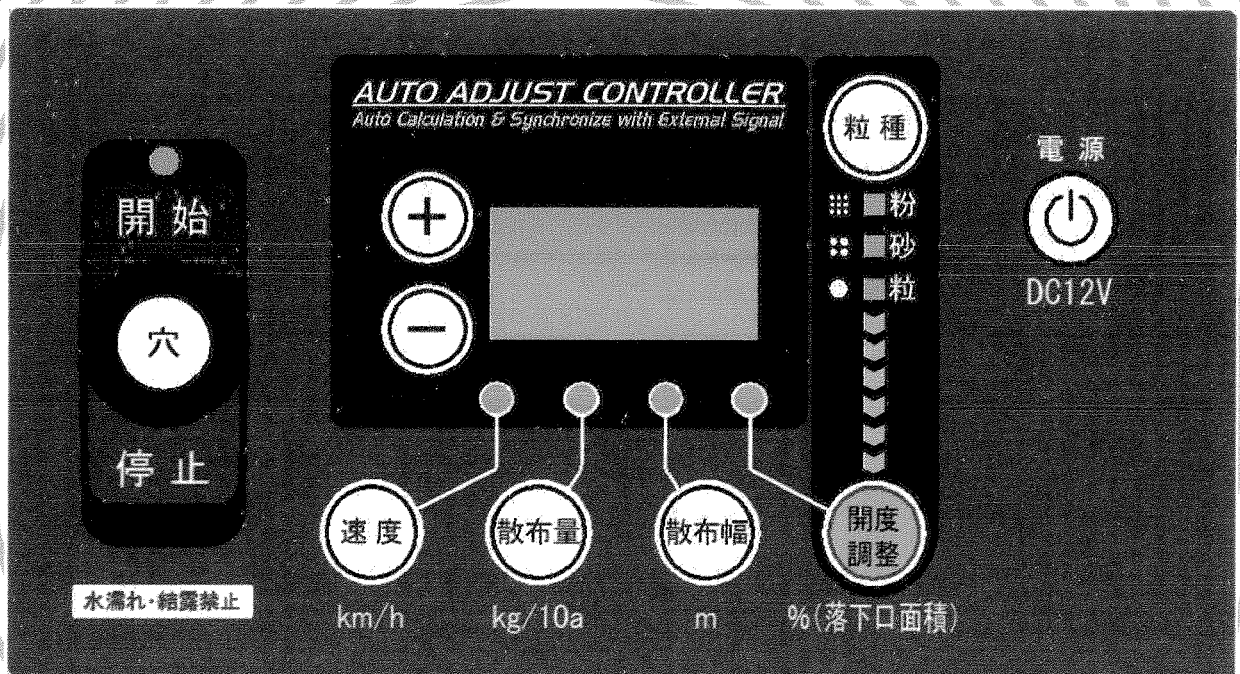 AUTO ADJUST CONTROLLER
Auto Calculation & Synchronize with External Signal
粒種
粉
砂
粒
電源
DC12V
開始
穴
停止
水濡れ・結露禁止
+
−
速度
散布量
散布幅
開度
調整
km/h
kg/10a
m
%(落下口面積)